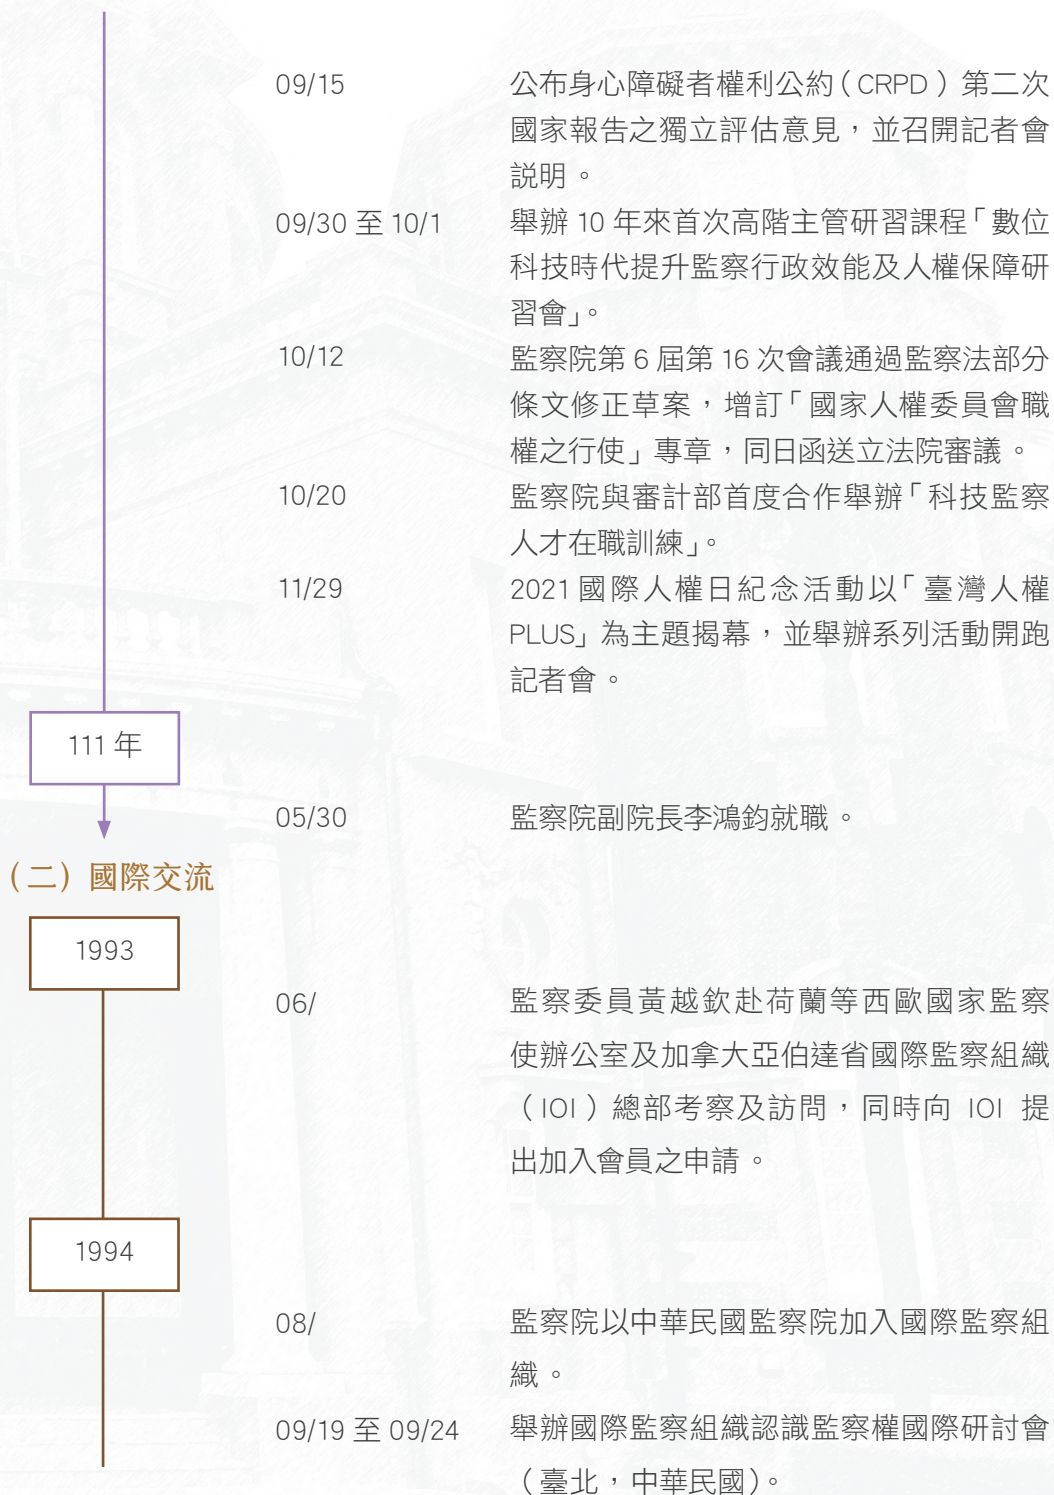 09/15 公布身心障礙者權利公約（CRPD）第二次
國家報告之獨立評估意見，並召開記者會
説明。
09/30 至 10/1 舉辦 10 年來首次高階主管研習課程「數位
科技時代提升監察行政效能及人權保障研
習會」。
10/12 監察院第 6 屆第 16 次會議通過監察法部分
條文修正草案，增訂「國家人權委員會職
權之行使」專章，同日函送立法院審議。
10/20 監察院與審計部首度合作舉辦「科技監察
人才在職訓練」。
11/29 2021 國際人權日紀念活動以「臺灣人權
PLUS」為主題揭幕，並舉辦系列活動開跑
記者會。
111 年
05/30 監察院副院長李鴻鈞就職。
（二）國際交流
1993
06/ 監察委員黃越欽赴荷蘭等西歐國家監察
使辦公室及加拿大亞伯達省國際監察組織
（IOI）總部考察及訪問，同時向 IOI 提
出加入會員之申請。
1994
08/ 監察院以中華民國監察院加入國際監察組
織。
09/19 至 09/24 舉辦國際監察組織認識監察權國際研討會
（臺北，中華民國）。